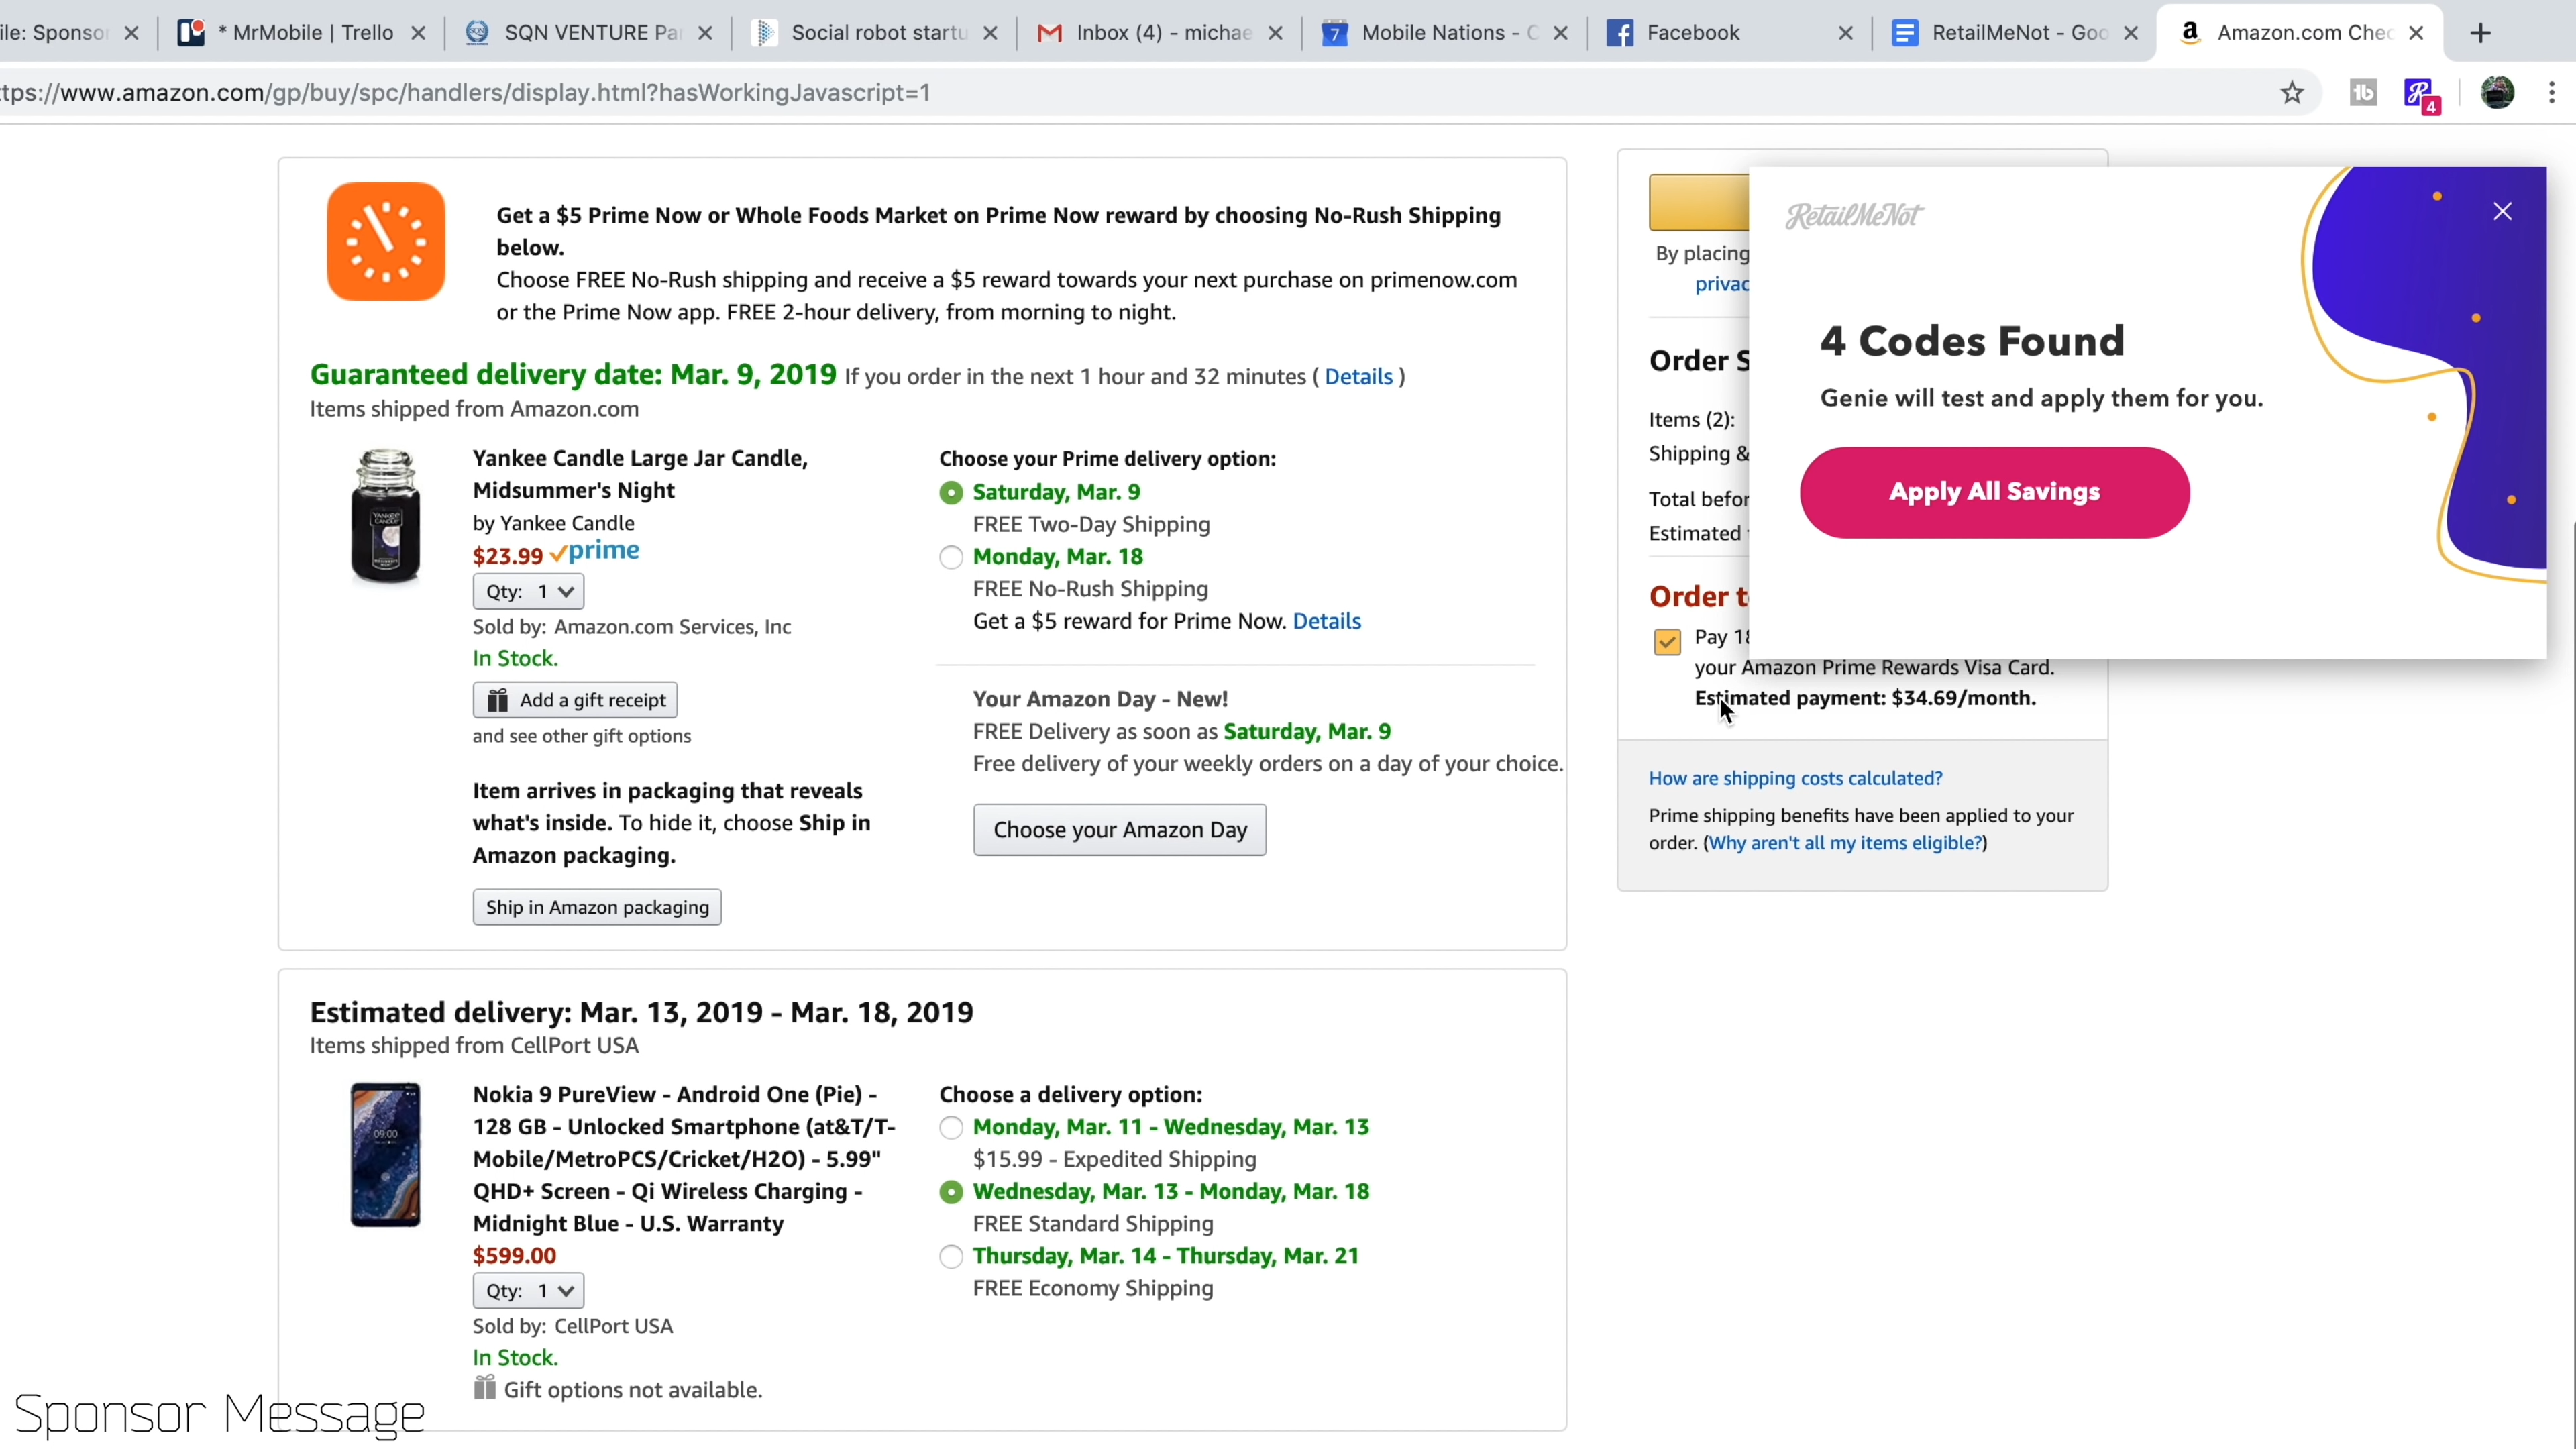 ile: Sponsor
* MrMobile | Trello
SQN VENTURE Par
Social robot startu
Inbox (4) - michae
7
Mobile Nations - C
Facebook
RetailMeNot - Goo
Amazon.com Chec
tps://www.amazon.com/gp/buy/spc/handlers/display.html?hasWorkingJavascript=1
4
Get a $5 Prime Now or Whole Foods Market on Prime Now reward by choosing No-Rush Shipping
below.
Choose FREE No-Rush shipping and receive a $5 reward towards your next purchase on primenow.com
or the Prime Now app. FREE 2-hour delivery, from morning to night.
Guaranteed delivery date: Mar. 9, 2019 If you order in the next 1 hour and 32 minutes ( Details )
Items shipped from Amazon.com
YANKEE CANDLE
Yankee Candle Large Jar Candle,
Midsummer's Night
by Yankee Candle
$23.99 prime
Qty: 1
Sold by: Amazon.com Services, Inc
In Stock.
Add a gift receipt
and see other gift options
Item arrives in packaging that reveals
what's inside. To hide it, choose Ship in
Amazon packaging.
Ship in Amazon packaging
Choose your Prime delivery option:
Saturday, Mar. 9
FREE Two-Day Shipping
Monday, Mar. 18
FREE No-Rush Shipping
Get a $5 reward for Prime Now. Details
Your Amazon Day - New!
FREE Delivery as soon as Saturday, Mar. 9
Free delivery of your weekly orders on a day of your choice.
Choose your Amazon Day
Estimated delivery: Mar. 13, 2019 - Mar. 18, 2019
Items shipped from CellPort USA
09:00
Nokia 9 PureView - Android One (Pie) -
128 GB - Unlocked Smartphone (at&T/T-
Mobile/MetroPCS/Cricket/H2O) - 5.99"
QHD+ Screen - Qi Wireless Charging -
Midnight Blue - U.S. Warranty
$599.00
Qty: 1
Sold by: CellPort USA
In Stock.
Gift options not available.
Choose a delivery option:
Monday, Mar. 11 - Wednesday, Mar. 13
$15.99 - Expedited Shipping
Wednesday, Mar. 13 - Monday, Mar. 18
FREE Standard Shipping
Thursday, Mar. 14 - Thursday, Mar. 21
FREE Economy Shipping
By placing
privac
Order S
Items (2):
Shipping &
Total befor
Estimated
Order t
Pay 18
your Amazon Prime Rewards Visa Card.
Estimated payment: $34.69/month.
How are shipping costs calculated?
Prime shipping benefits have been applied to your
order. (Why aren't all my items eligible?)
RetailMeNot
4 Codes Found
Genie will test and apply them for you.
Apply All Savings
Sponsor Message